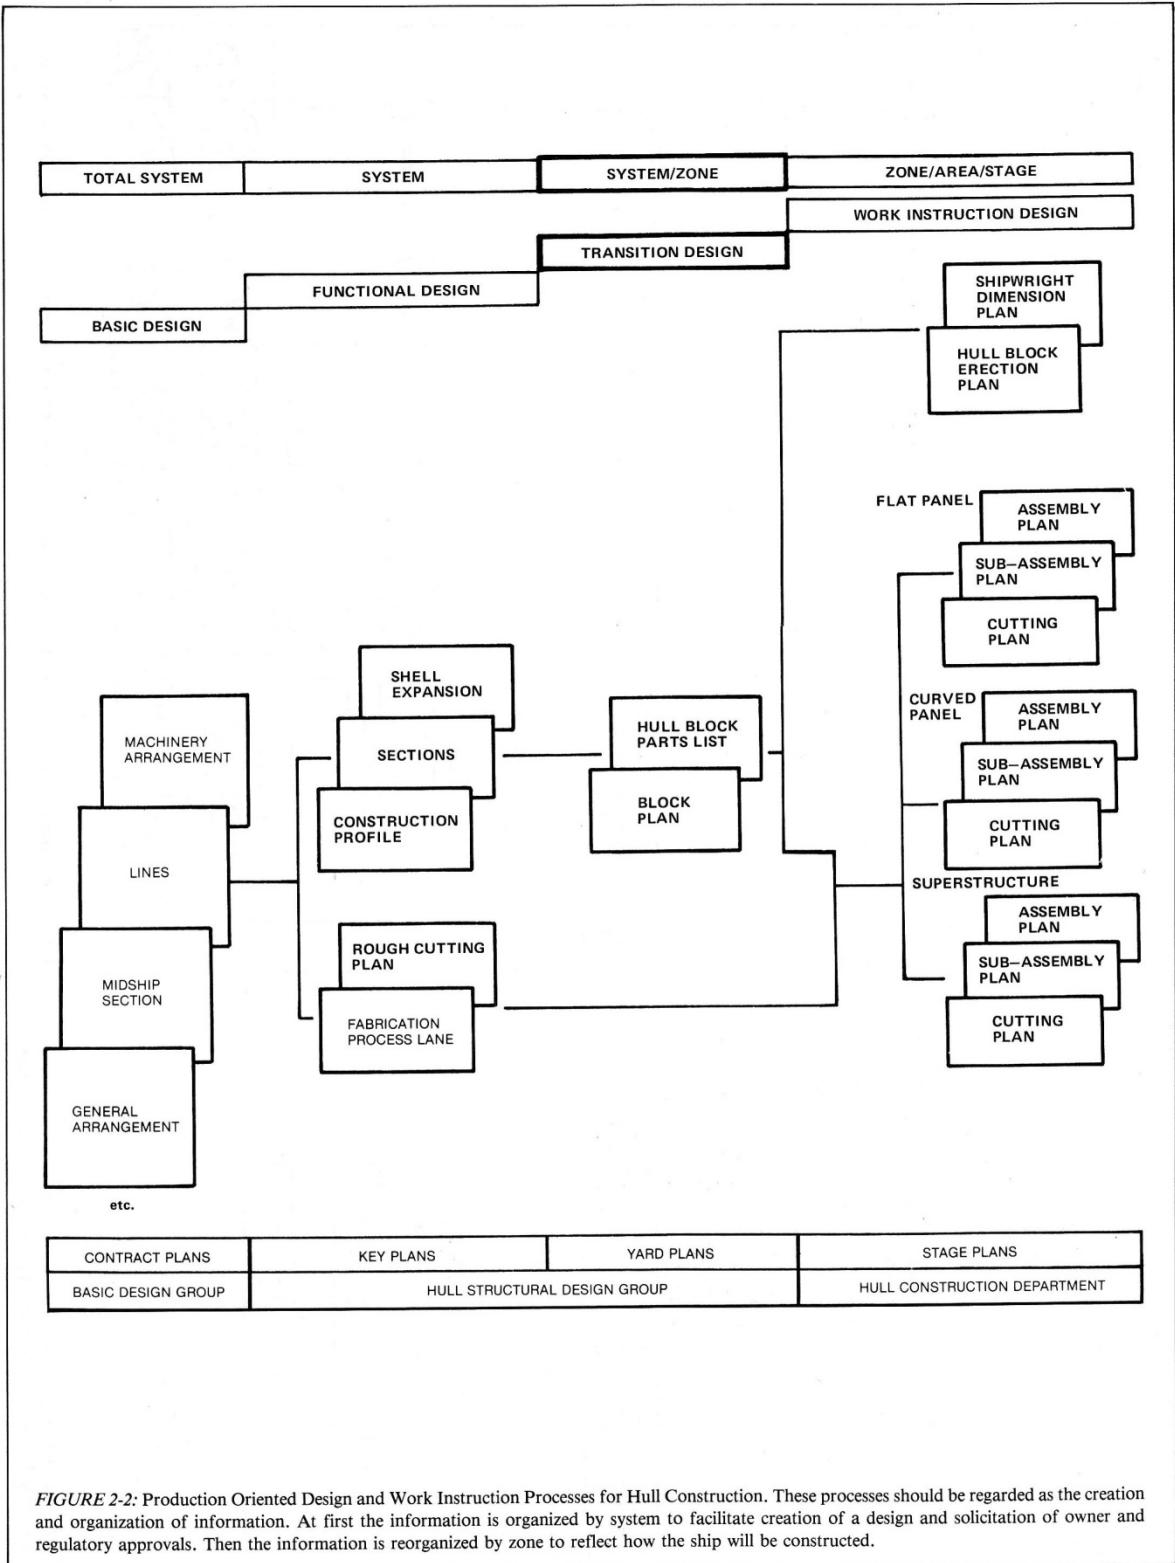 TOTAL SYSTEM
SYSTEM
SYSTEM/ZONE
ZONE/AREA/STAGE
WORK INSTRUCTION DESIGN
TRANSITION DESIGN
FUNCTIONAL DESIGN
BASIC DESIGN
MACHINERY
ARRANGEMENT
LINES
MIDSHIP
SECTION
GENERAL
ARRANGEMENT
etc.
SHELL
EXPANSION
SECTIONS
CONSTRUCTION
PROFILE
ROUGH CUTTING
PLAN
FABRICATION
PROCESS LANE
HULL BLOCK
PARTS LIST
BLOCK
PLAN
SHIPWRIGHT
DIMENSION
PLAN
HULL BLOCK
ERECTION
PLAN
FLAT PANEL
ASSEMBLY
PLAN
SUB–ASSEMBLY
PLAN
CUTTING
PLAN
CURVED
PANEL
ASSEMBLY
PLAN
SUB–ASSEMBLY
PLAN
CUTTING
PLAN
SUPERSTRUCTURE
ASSEMBLY
PLAN
SUB–ASSEMBLY
PLAN
CUTTING
PLAN
CONTRACT PLANS
KEY PLANS
YARD PLANS
STAGE PLANS
BASIC DESIGN GROUP
HULL STRUCTURAL DESIGN GROUP
HULL CONSTRUCTION DEPARTMENT
FIGURE 2-2: Production Oriented Design and Work Instruction Processes for Hull Construction. These processes should be regarded as the creation
and organization of information. At first the information is organized by system to facilitate creation of a design and solicitation of owner and
regulatory approvals. Then the information is reorganized by zone to reflect how the ship will be constructed.